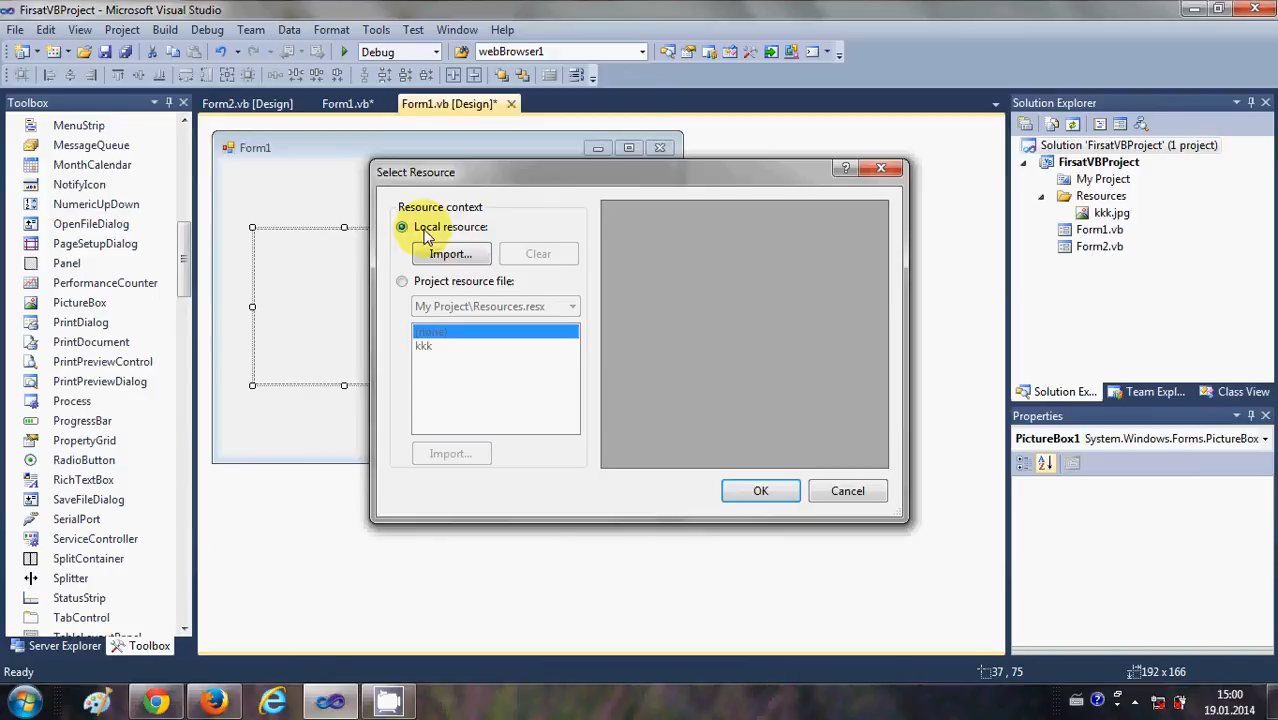 FirsatVBProject - Microsoft Visual Studio
File Edit View Project Build Debug Team Data Format Tools Test Window Help
Debug webBrowser1
Toolbox
Form2.vb [Design] Form1.vb* Form1.vb [Design]*
Solution Explorer
MenuStrip
MessageQueue
MonthCalendar
NotifyIcon
NumericUpDown
OpenFileDialog
PageSetupDialog
Panel
PerformanceCounter
PictureBox
PrintDialog
PrintDocument
PrintPreviewControl
PrintPreviewDialog
Process
ProgressBar
PropertyGrid
RadioButton
RichTextBox
SaveFileDialog
SerialPort
ServiceController
SplitContainer
Splitter
StatusStrip
TabControl
TableLayoutPanel
Server Explorer Toolbox
Form1
Select Resource
Resource context
Local resource:
Import... Clear
Project resource file:
My Project\Resources.resx
(none)
kkk
Import...
OK Cancel
Solution 'FirsatVBProject' (1 project)
FirsatVBProject
My Project
Resources
kkk.jpg
Form1.vb
Form2.vb
Solution Ex... Team Expl... Class View
Properties
PictureBox1 System.Windows.Forms.PictureBox
Ready 37 , 75 192 x 166
15:00
19.01.2014